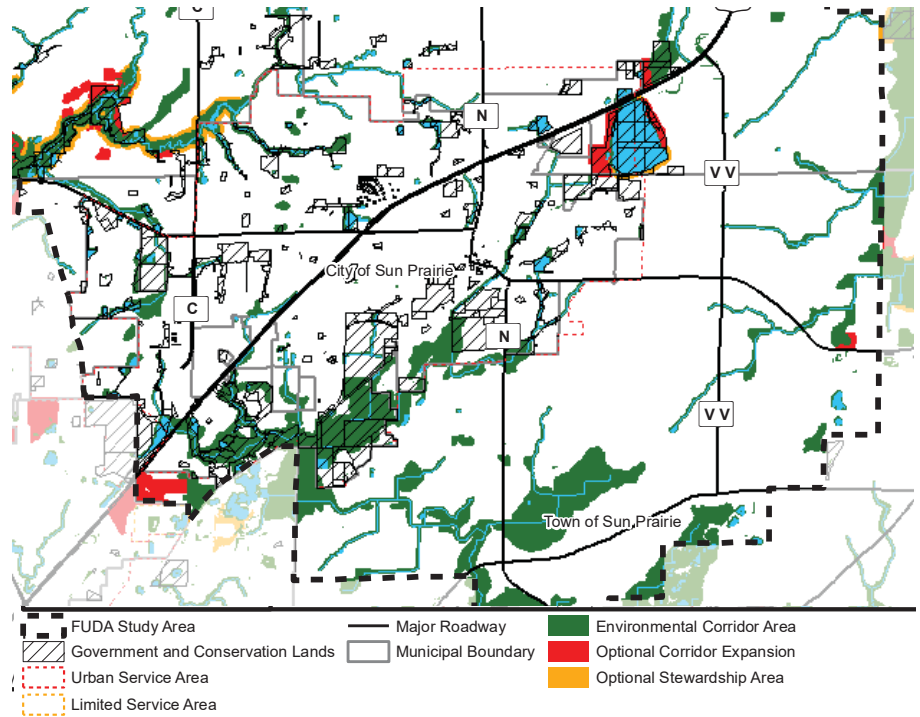 C
N
V V
City of Sun Prairie
C
N
V V
Town of Sun Prairie
FUDA Study Area
Major Roadway
Environmental Corridor Area
Government and Conservation Lands
Municipal Boundary
Optional Corridor Expansion
Urban Service Area
Optional Stewardship Area
Limited Service Area